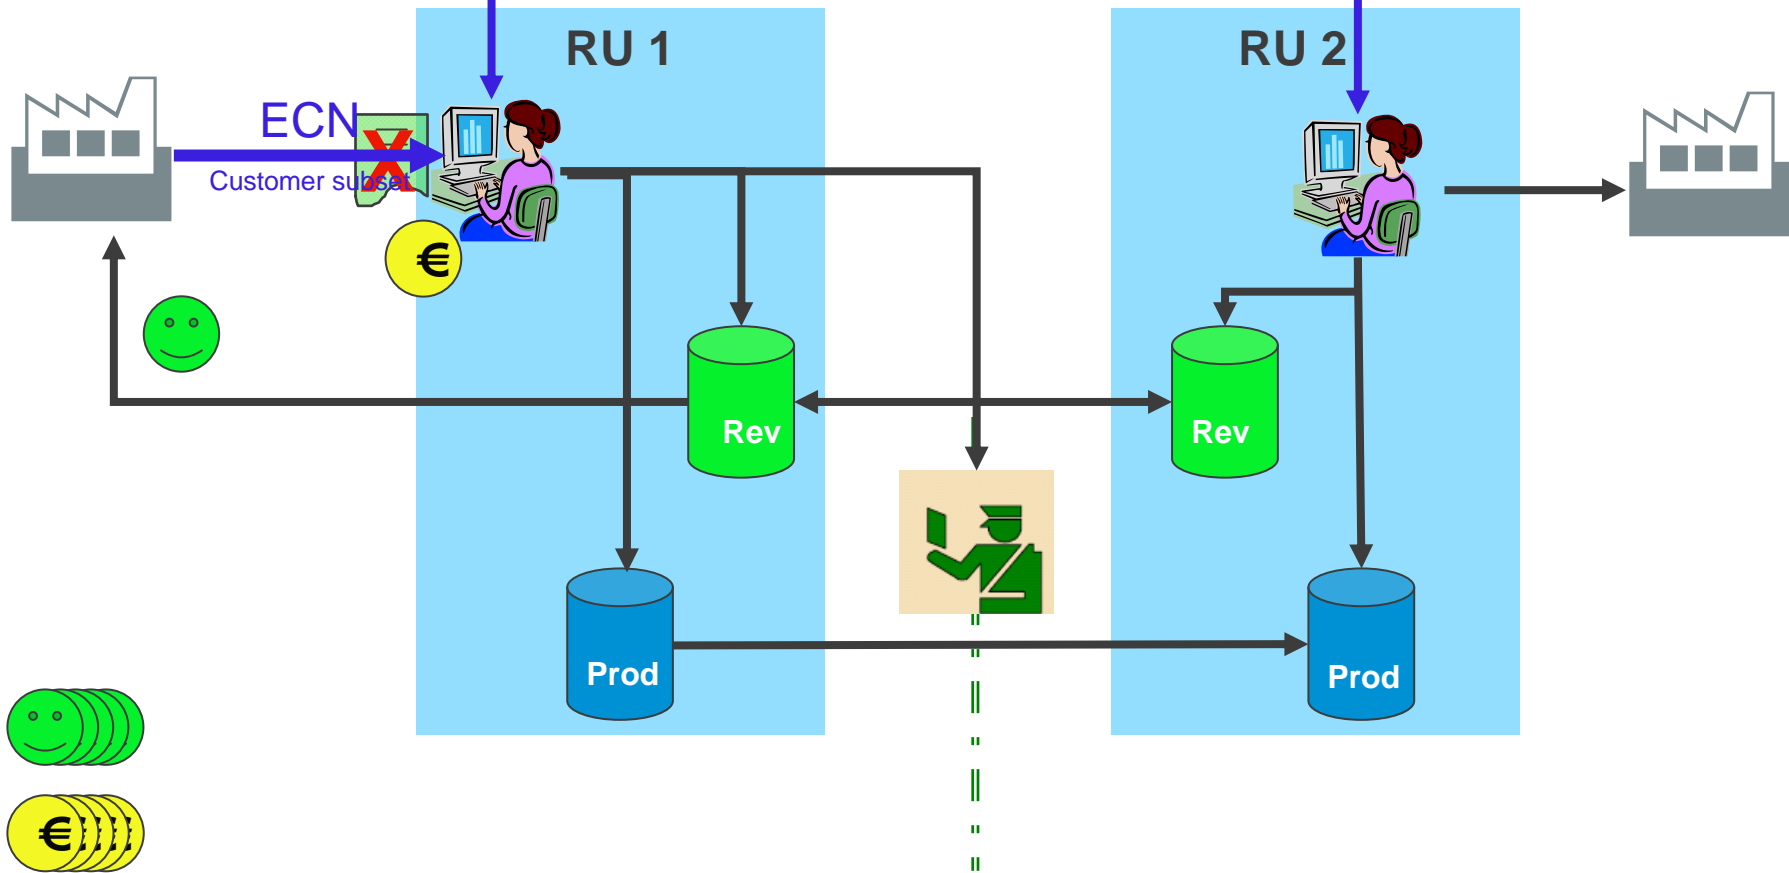 RU 1
RU 2
ECN
X
Customer subset
€
Rev
Rev
Prod
Prod
€ € € € €